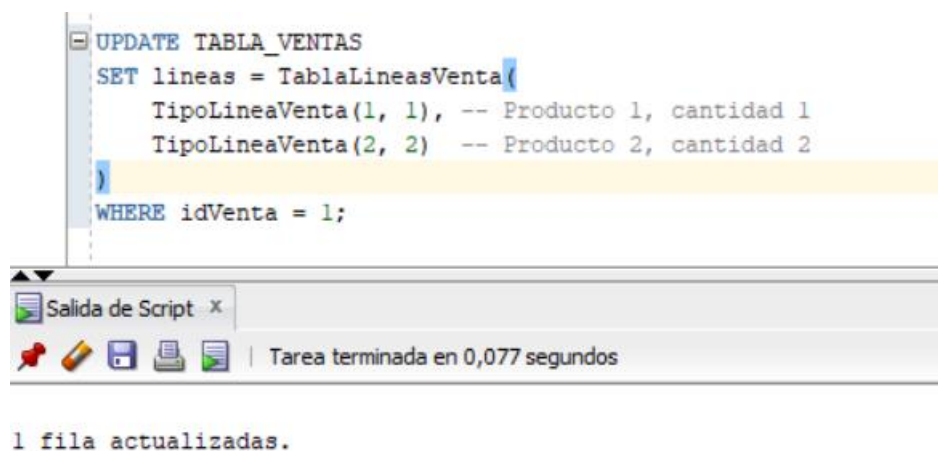 UPDATE TABLA_VENTAS
SET lineas = TablaLineasVenta(
TipoLineaVenta(1, 1), -- Producto 1, cantidad 1
TipoLineaVenta(2, 2) -- Producto 2, cantidad 2
)
WHERE idVenta = 1;
Salida de Script x
Tarea terminada en 0,077 segundos
1 fila actualizadas.